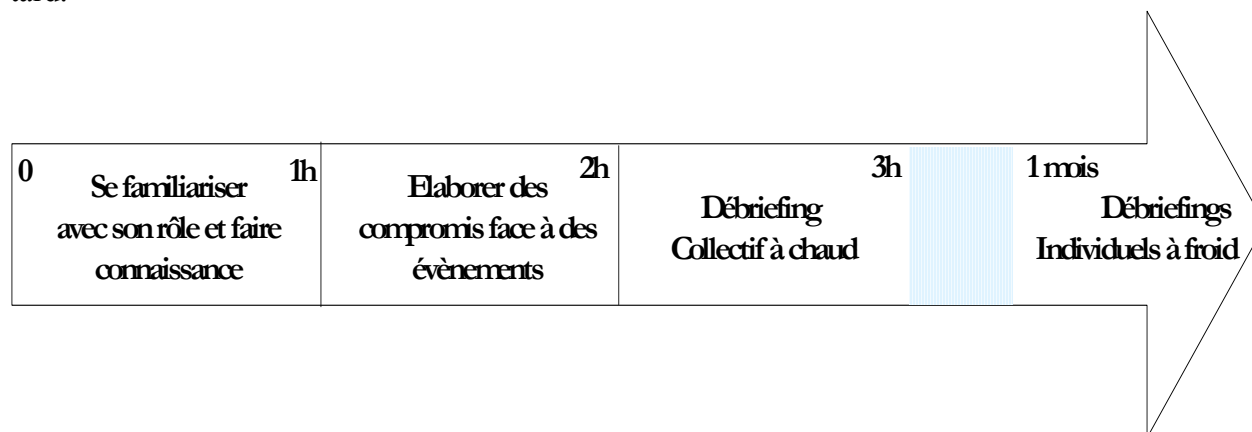 0
Se familiariser
avec son rôle et faire
connaissance
1h
Elaborer des
compromis face à des
évènements
2h
Débriefing
Collectif à chaud
3h
1 mois
Débriefings
Individuels à froid